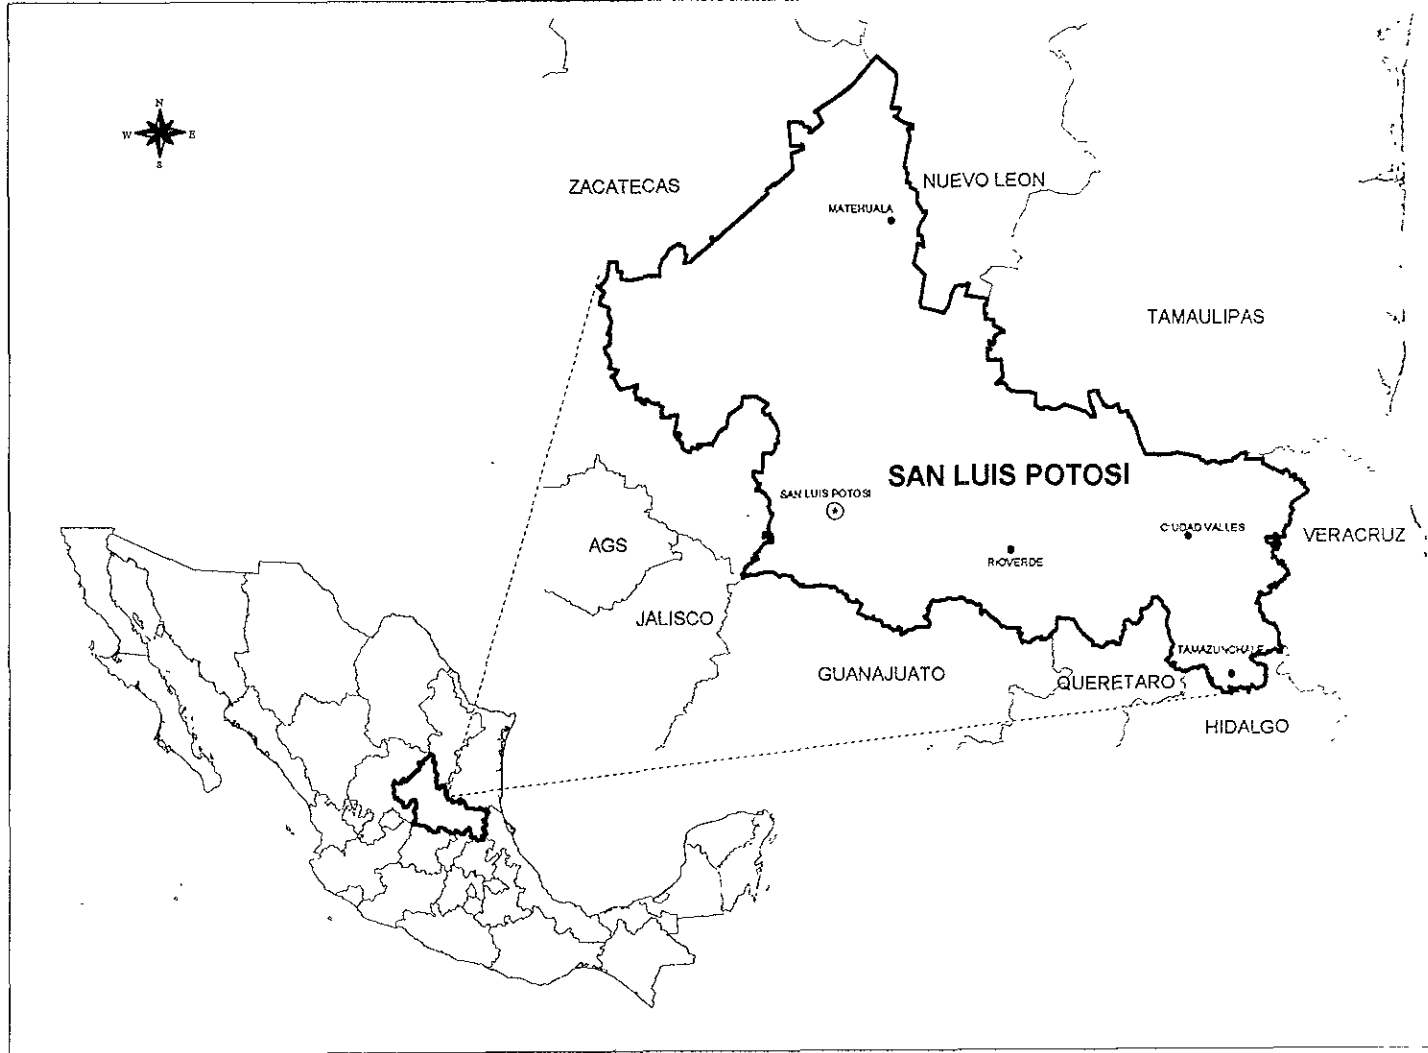 N
W E
S
ZACATECAS
NUEVO LEON
MATEHUALA
TAMAULIPAS
SAN LUIS POTOSI
SAN LUIS POTOSI
CIUDAD VALLES
VERACRUZ
AGS
RIOVERDE
JALISCO
TAMAZUNCHALE
GUANAJUATO
QUERETARO
HIDALGO